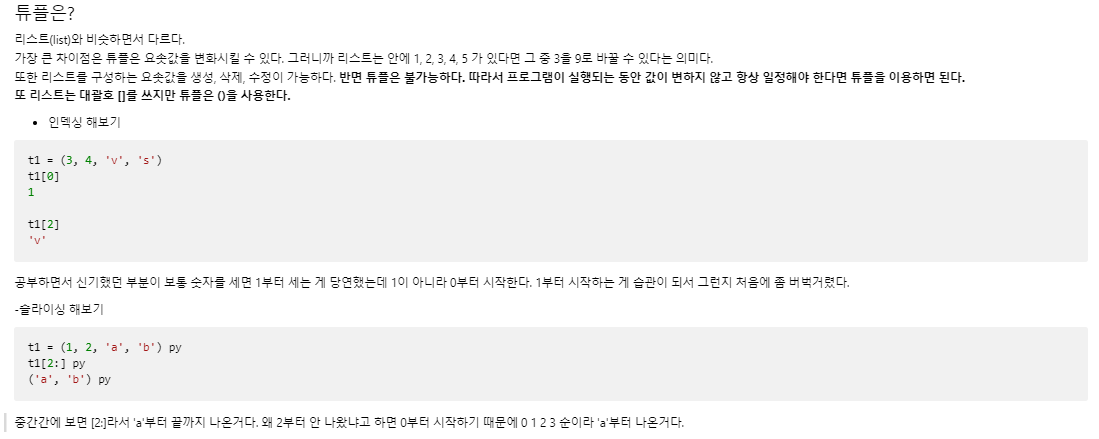 튜플은?
리스트(list)와 비슷하면서 다르다.
가장 큰 차이점은 튜플은 요솟값을 변화시킬 수 있다. 그러니까 리스트는 안에 1, 2, 3, 4, 5 가 있다면 그 중 3을 9로 바꿀 수 있다는 의미다.
또한 리스트를 구성하는 요솟값을 생성, 삭제, 수정이 가능하다. 반면 튜플은 불가능하다. 따라서 프로그램이 실행되는 동안 값이 변하지 않고 항상 일정해야 한다면 튜플을 이용하면 된다.
또 리스트는 대괄호 []를 쓰지만 튜플은 ()을 사용한다.
• 인덱싱 해보기
t1 = (3, 4, 'v', 's')
t1[0]
1
t1[2]
'v'
공부하면서 신기했던 부분이 보통 숫자를 세면 1부터 세는 게 당연했는데 1이 아니라 0부터 시작한다. 1부터 시작하는 게 습관이 되서 그런지 처음에 좀 버벅거렸다.
-슬라이싱 해보기
t1 = (1, 2, 'a', 'b') py
t1[2:] py
('a', 'b') py
중간간에 보면 [2:]라서 'a'부터 끝까지 나온거다. 왜 2부터 안 나왔냐고 하면 0부터 시작하기 때문에 0 1 2 3 순이라 'a'부터 나온거다.